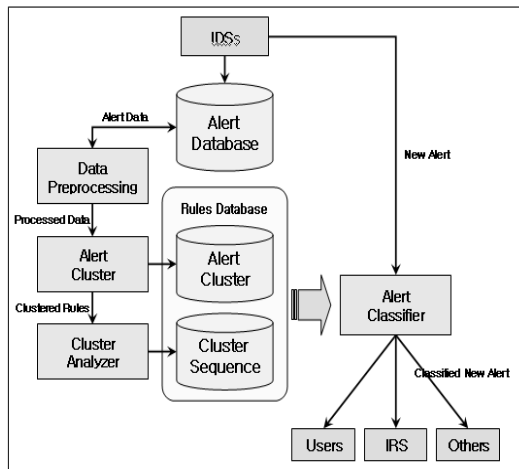 IDSs
Alert Data
Alert
Database
New Alert
Data
Preprocessing
Processed Data
Rules Database
Alert
Cluster
Alert
Cluster
Alert
Classifier
Clustered Rules
Cluster
Analyzer
Cluster
Sequence
Classified New Alert
Users
IRS
Others